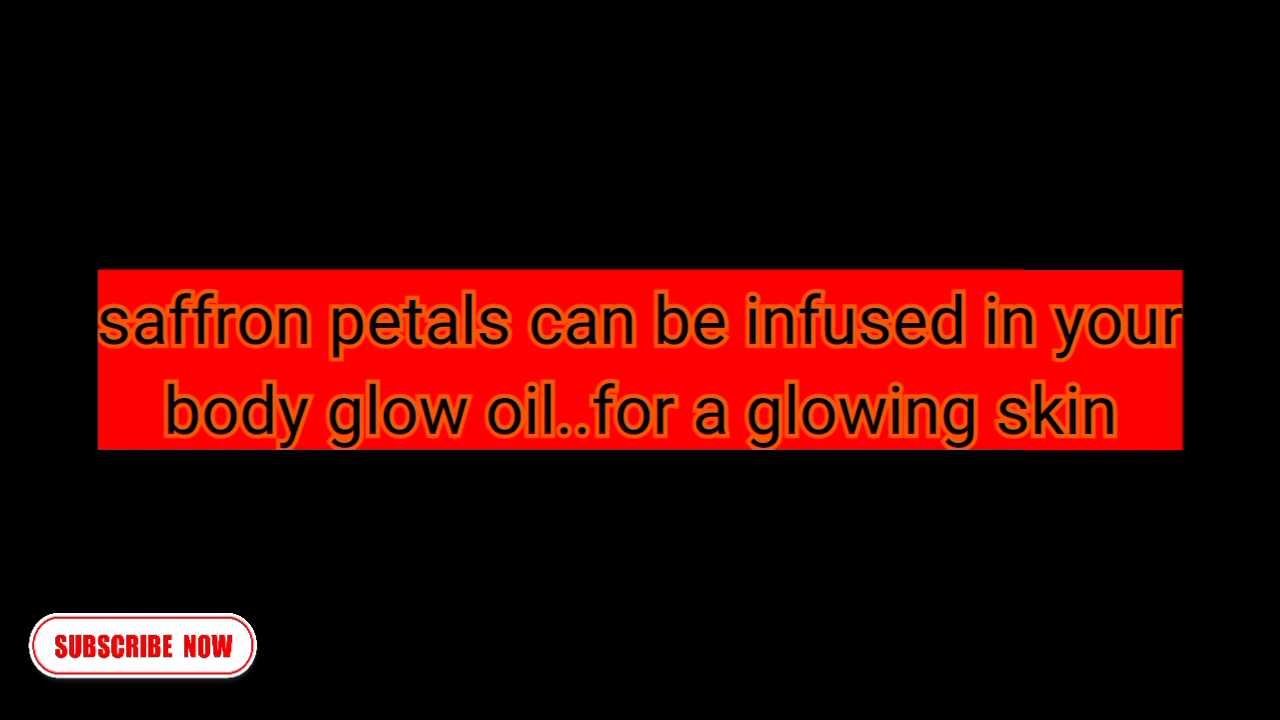 saffron petals can be infused in your
body glow oil..for a glowing skin
SUBSCRIBE NOW